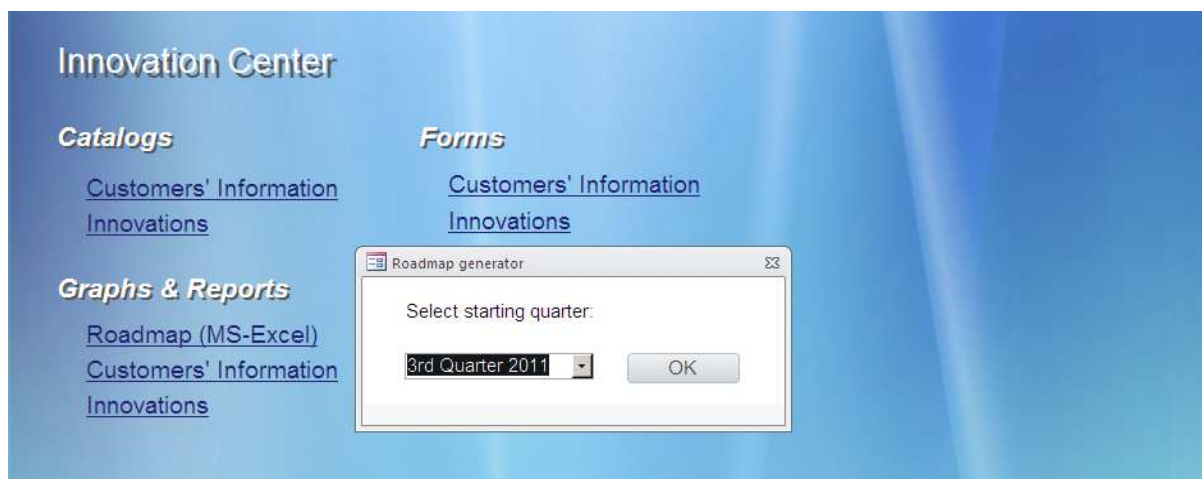 Innovation Center
Catalogs
Customers' Information
Innovations
Forms
Customers' Information
Innovations
Graphs & Reports
Roadmap (MS-Excel)
Customers' Information
Innovations
Roadmap generator
Select starting quarter:
3rd Quarter 2011
OK